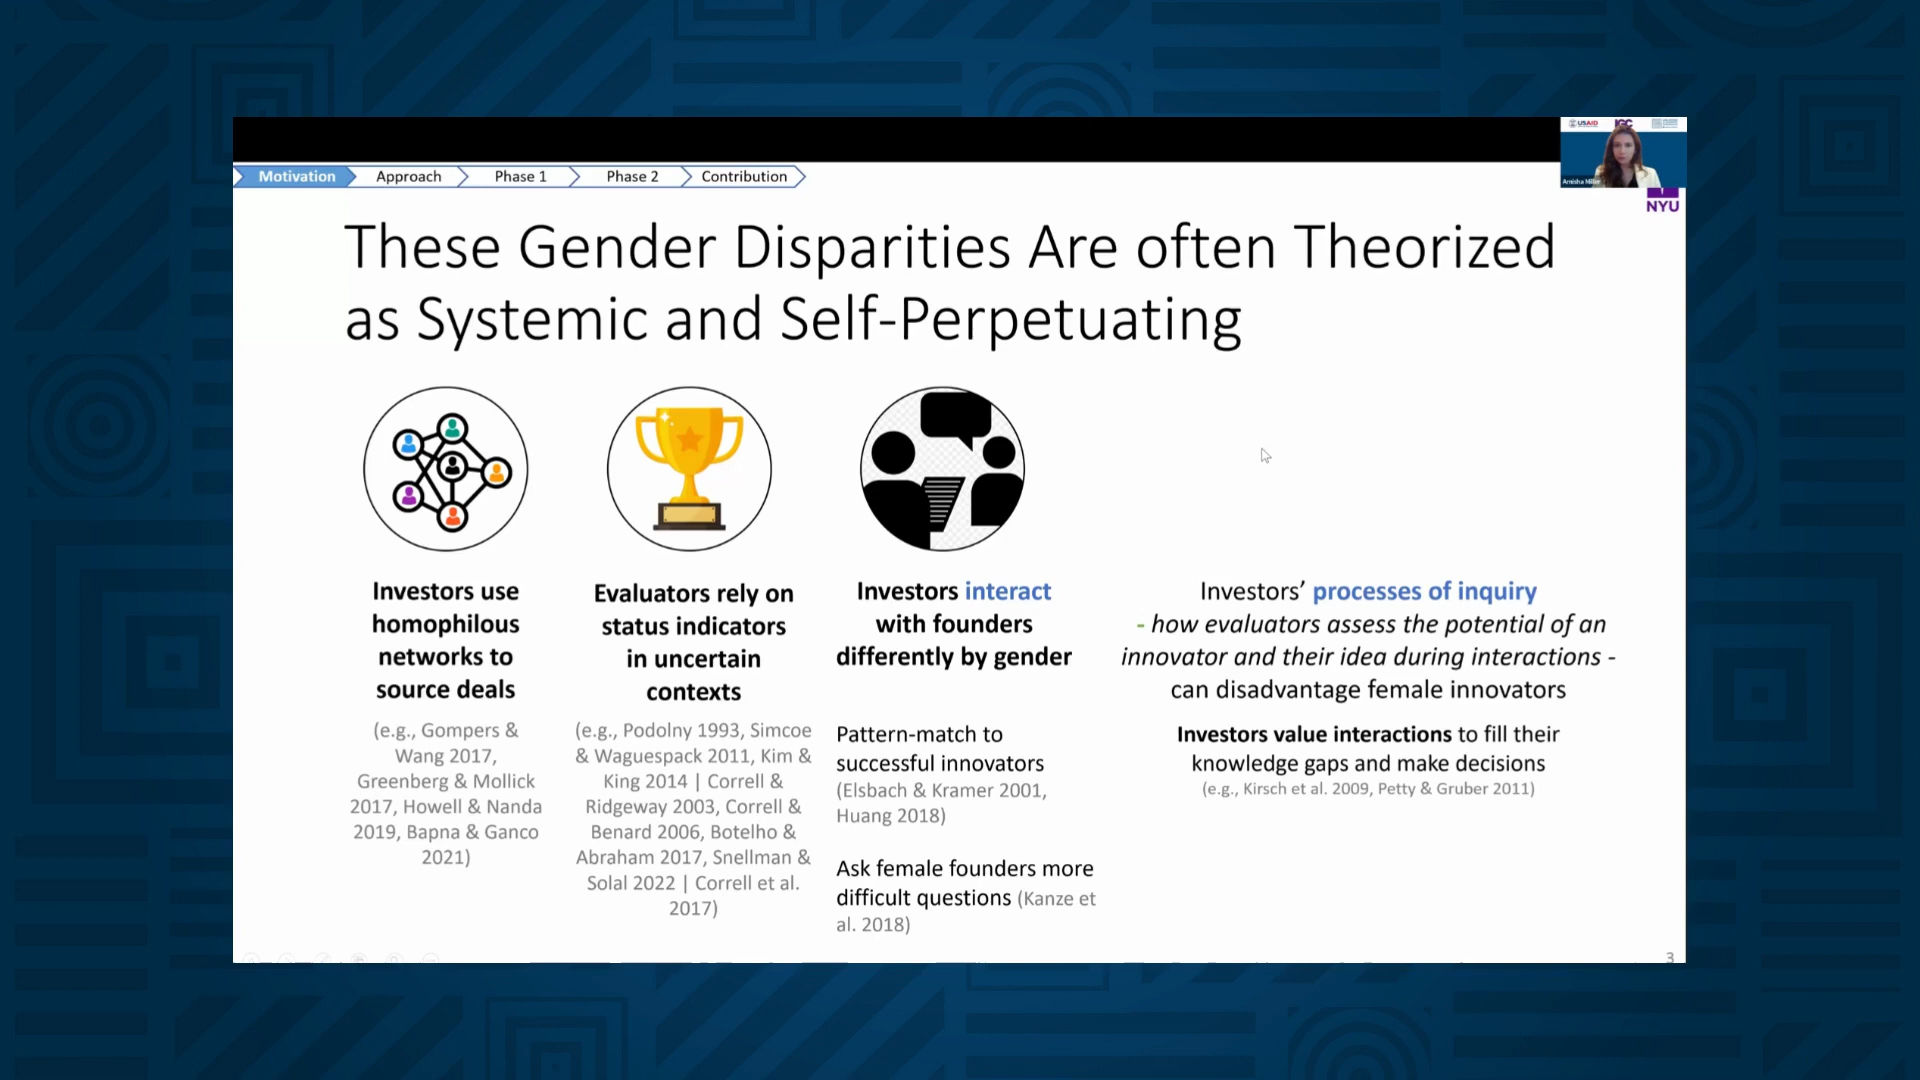 USAID
IGC
Amisha Miller
NYU
Motivation
Approach
Phase 1
Phase 2
Contribution
These Gender Disparities Are often Theorized
as Systemic and Self-Perpetuating
Investors use
homophilous
networks to
source deals
(e.g., Gompers &
Wang 2017,
Greenberg & Mollick
2017, Howell & Nanda
2019, Bapna & Ganco
2021)
Evaluators rely on
status indicators
in uncertain
contexts
(e.g., Podolny 1993, Simcoe
& Waguespack 2011, Kim &
King 2014 | Correll &
Ridgeway 2003, Correll &
Benard 2006, Botelho &
Abraham 2017, Snellman &
Solal 2022 | Correll et al.
2017)
Investors interact
with founders
differently by gender
Pattern-match to
successful innovators
(Elsbach & Kramer 2001,
Huang 2018)
Ask female founders more
difficult questions (Kanze et
al. 2018)
Investors’ processes of inquiry
- how evaluators assess the potential of an
innovator and their idea during interactions -
can disadvantage female innovators
Investors value interactions to fill their
knowledge gaps and make decisions
(e.g., Kirsch et al. 2009, Petty & Gruber 2011)
3